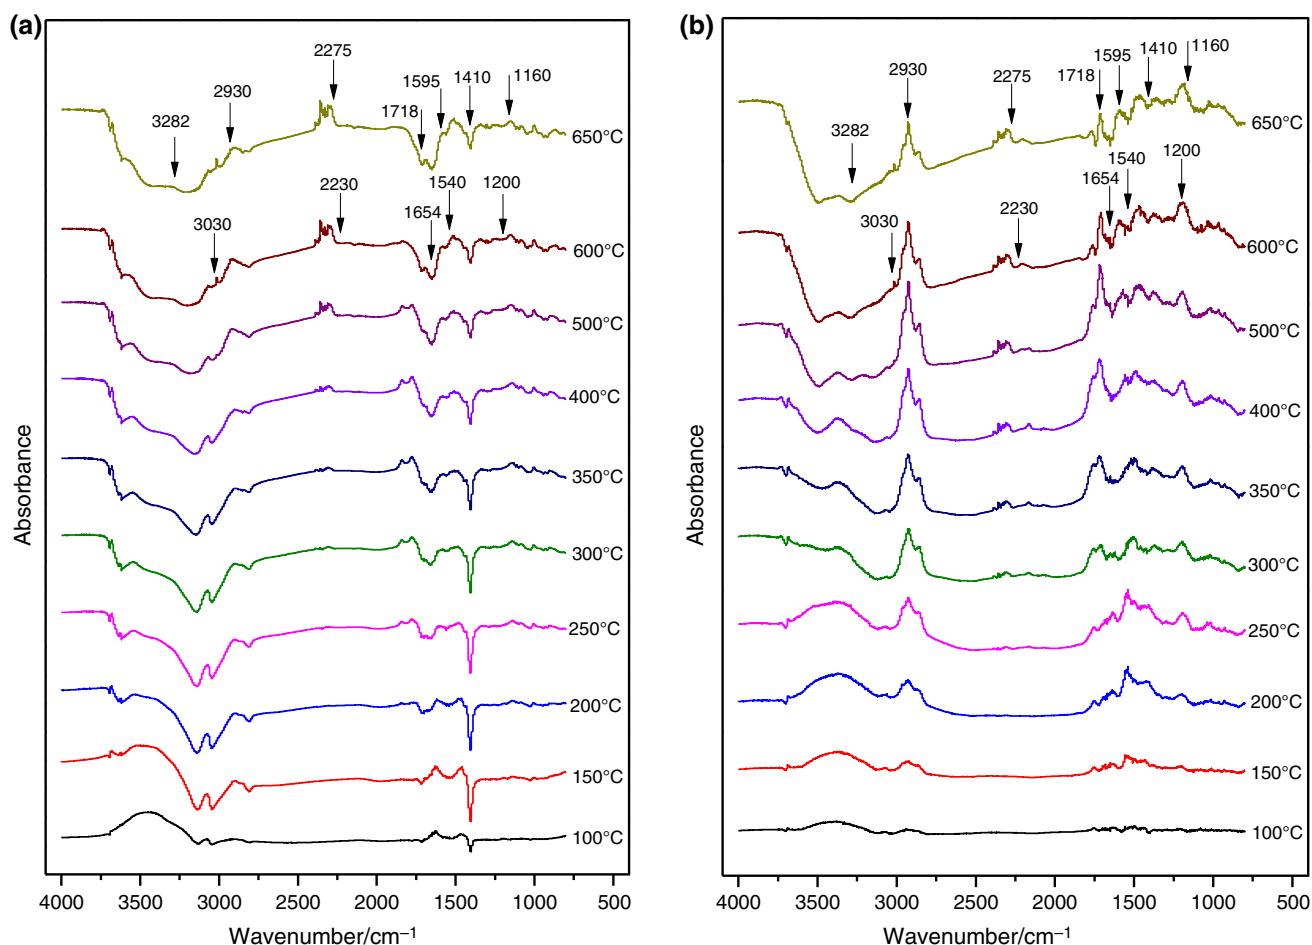 (a)
2275
2930
1595
1410
1160
1718
3282
650°C
2230
1540
1200
1654
3030
600°C
500°C
400°C
350°C
300°C
250°C
200°C
150°C
100°C
Absorbance
4000 3500 3000 2500 2000 1500 1000 500
Wavenumber/cm⁻¹
(b)
2930
2275
1718
1595
1410
1160
3282
650°C
1540
1654
1200
3030
2230
600°C
500°C
400°C
350°C
300°C
250°C
200°C
150°C
100°C
Absorbance
4000 3500 3000 2500 2000 1500 1000 500
Wavenumber/cm⁻¹